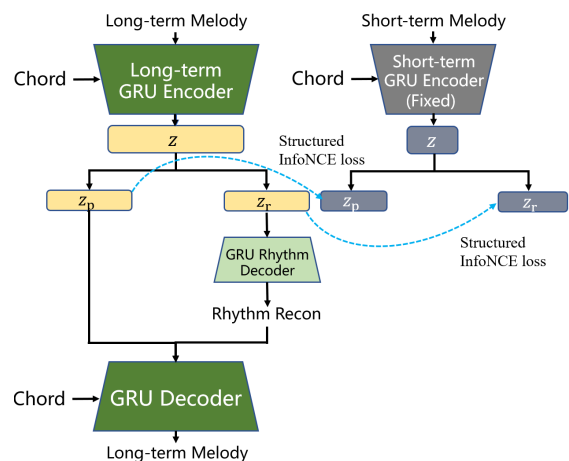 Long-term Melody
Short-term Melody
Chord
Long-term
GRU Encoder
Chord
Short-term
GRU Encoder
(Fixed)
z
z
Structured
InfoNCE loss
zp
zr
zp
zr
GRU Rhythm
Decoder
Structured
InfoNCE loss
Rhythm Recon
Chord
GRU Decoder
Long-term Melody